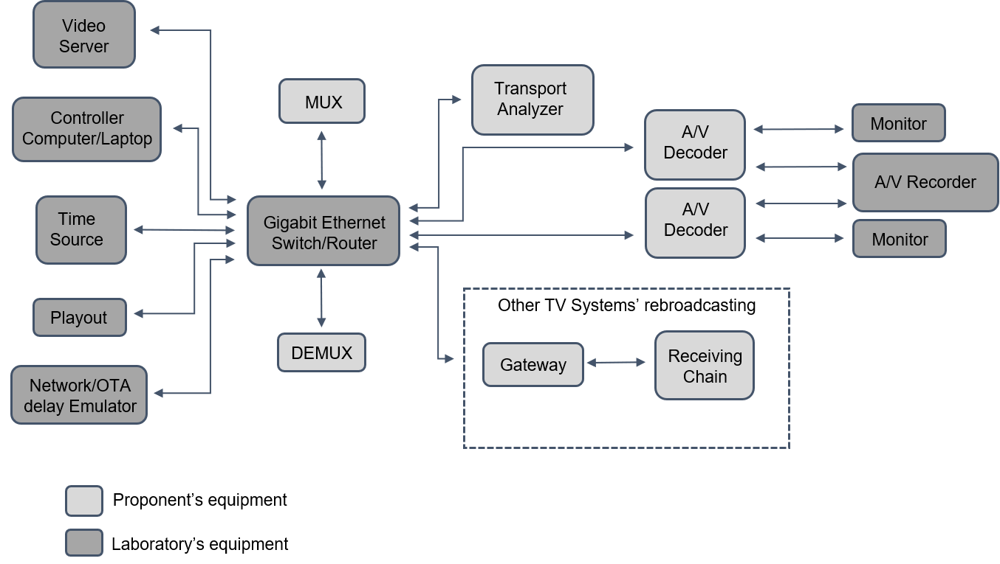 Video
Server
Controller
Computer/Laptop
Time
Source
Playout
Network/OTA
delay Emulator
MUX
Gigabit Ethernet
Switch/Router
DEMUX
Transport
Analyzer
A/V
Decoder
A/V
Decoder
Monitor
A/V Recorder
Monitor
Other TV Systems’ rebroadcasting
Gateway
Receiving
Chain
Proponent’s equipment
Laboratory’s equipment